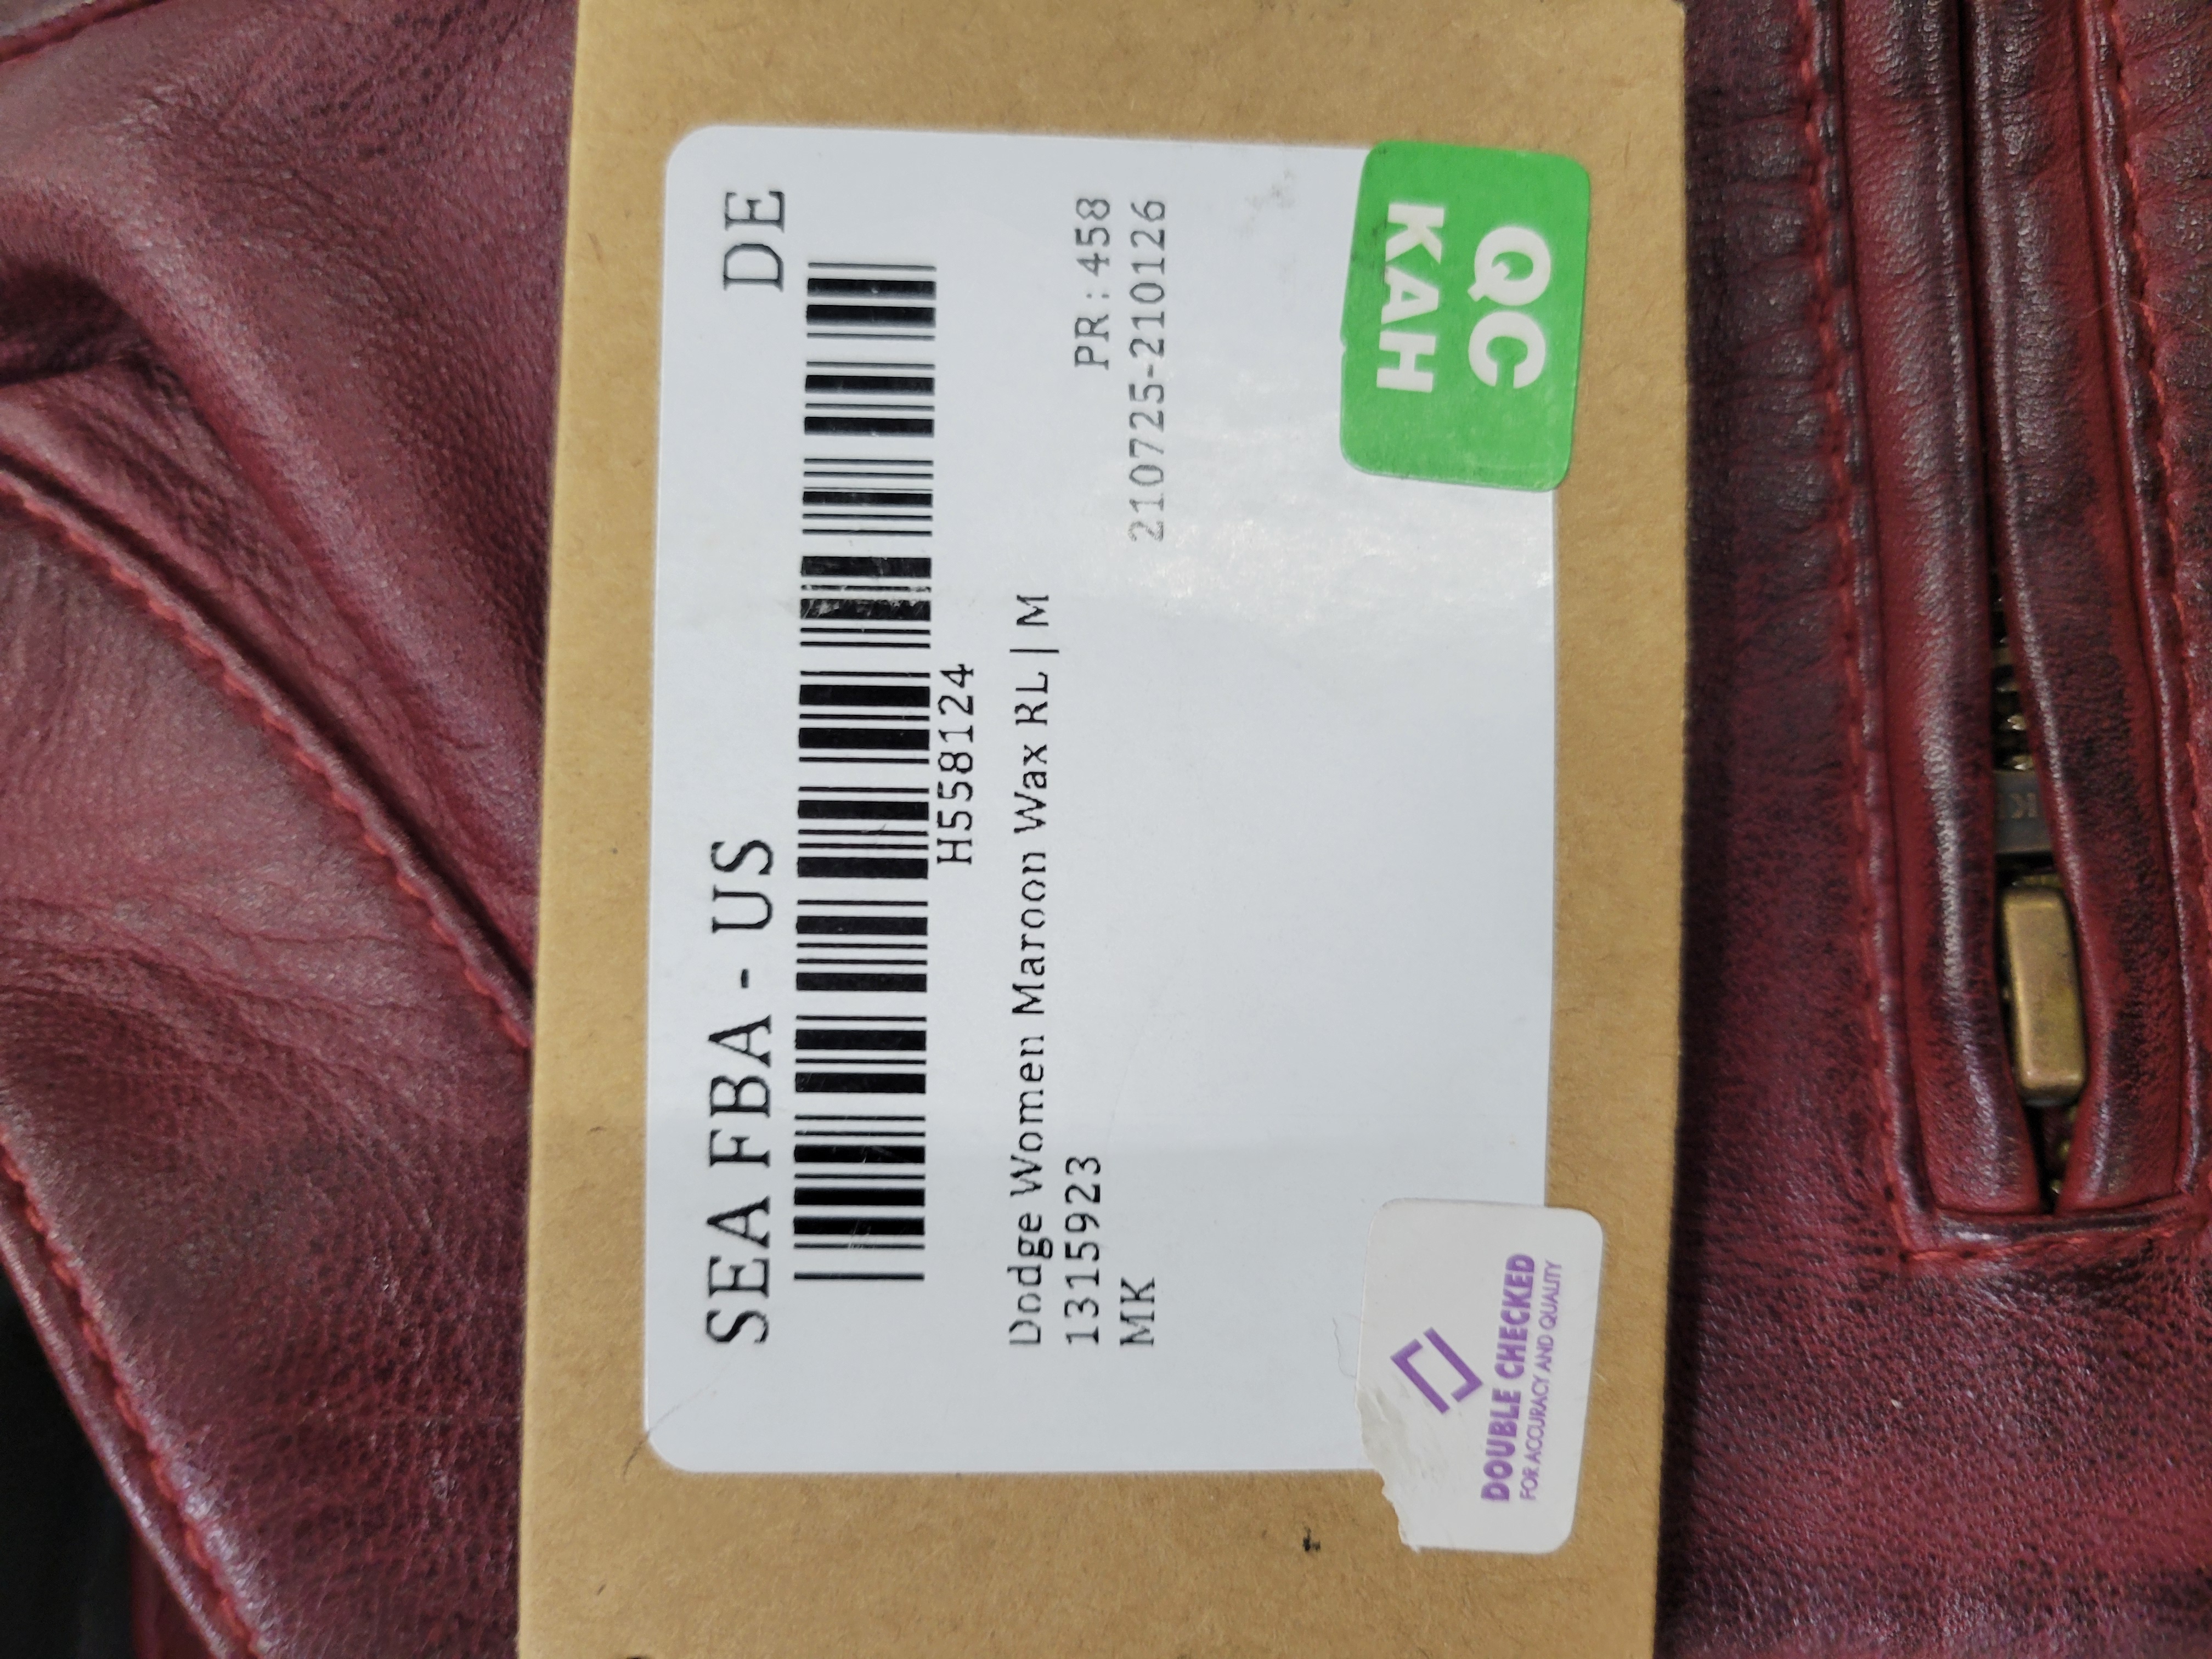 SEA FBA - US DE
H558124
Dodge Women Maroon Wax RL | M
1315923 PR: 458
MK 210725-210126
QC
KAH
DOUBLE CHECKED
FOR ACCURACY AND QUALITY
K